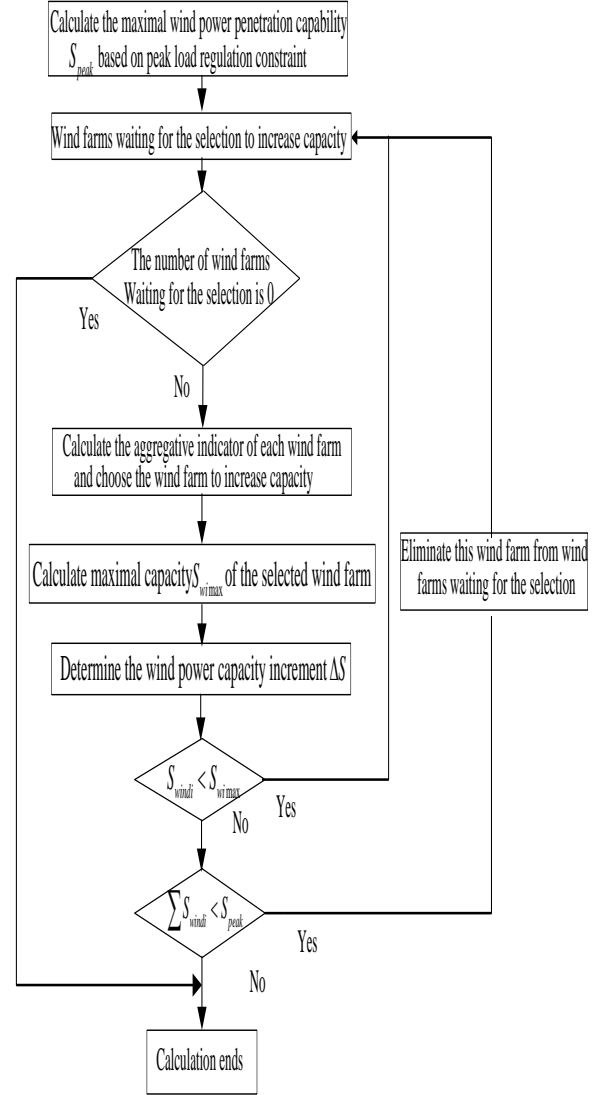 Calculate the maximal wind power penetration capability
S_peak based on peak load regulation constraint
Wind farms waiting for the selection to increase capacity
The number of wind farms
Waiting for the selection is 0
Yes
No
Calculate the aggregative indicator of each wind farm
and choose the wind farm to increase capacity
Eliminate this wind farm from wind
farms waiting for the selection
Calculate maximal capacity S_wimax of the selected wind farm
Determine the wind power capacity increment ΔS
S_windi < S_wimax
Yes
No
∑ S_windi < S_peak
Yes
No
Calculation ends